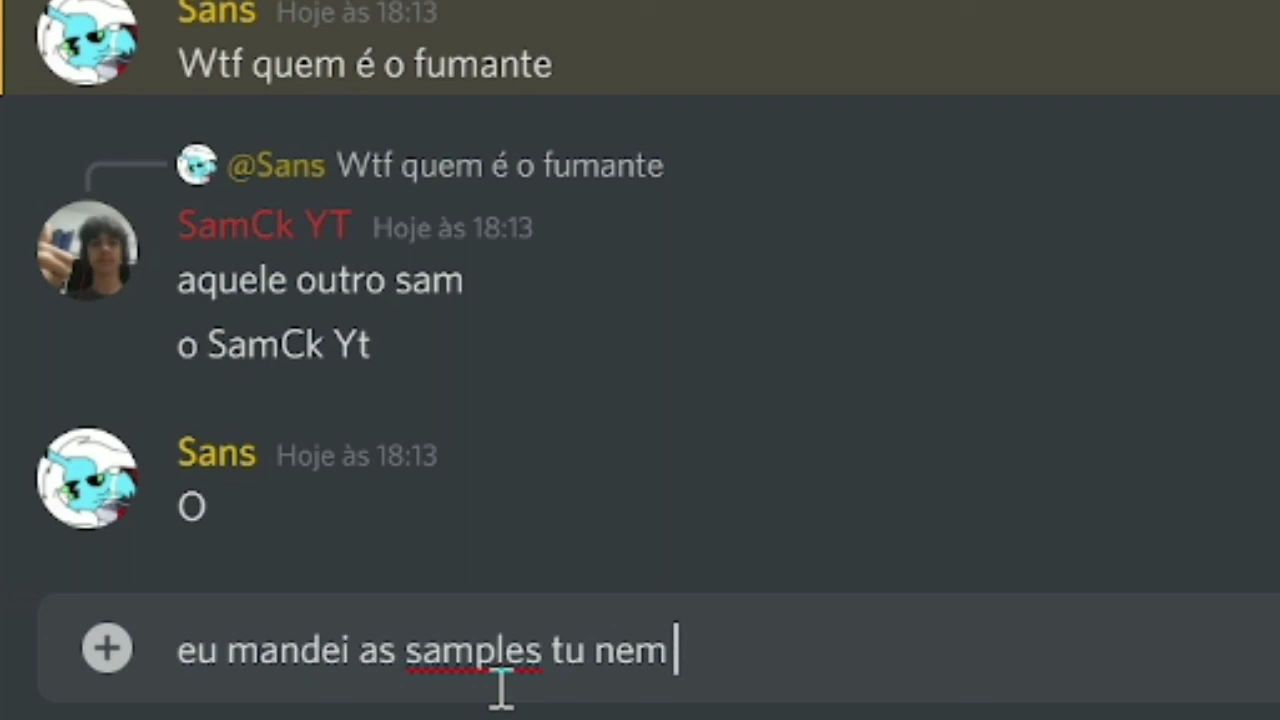 Sans Hoje às 18:13
Wtf quem é o fumante
@Sans Wtf quem é o fumante
SamCk YT Hoje às 18:13
aquele outro sam
o SamCk Yt
Sans Hoje às 18:13
O
eu mandei as samples tu nem